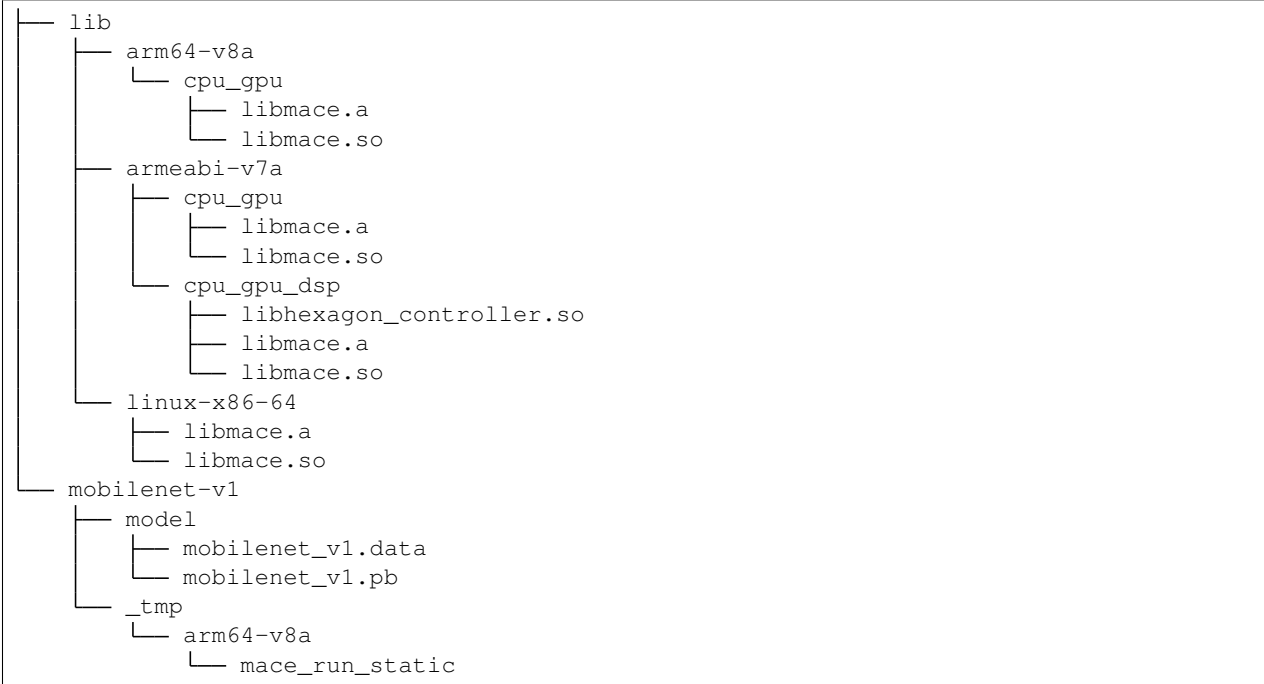 ├── lib
│   ├── arm64-v8a
│   │   └── cpu_gpu
│   │       ├── libmace.a
│   │       └── libmace.so
│   ├── armeabi-v7a
│   │   ├── cpu_gpu
│   │   │   ├── libmace.a
│   │   │   └── libmace.so
│   │   └── cpu_gpu_dsp
│   │       ├── libhexagon_controller.so
│   │       ├── libmace.a
│   │       └── libmace.so
│   └── linux-x86-64
│       ├── libmace.a
│       └── libmace.so
└── mobilenet-v1
    ├── model
    │   ├── mobilenet_v1.data
    │   └── mobilenet_v1.pb
    └── _tmp
        └── arm64-v8a
            └── mace_run_static